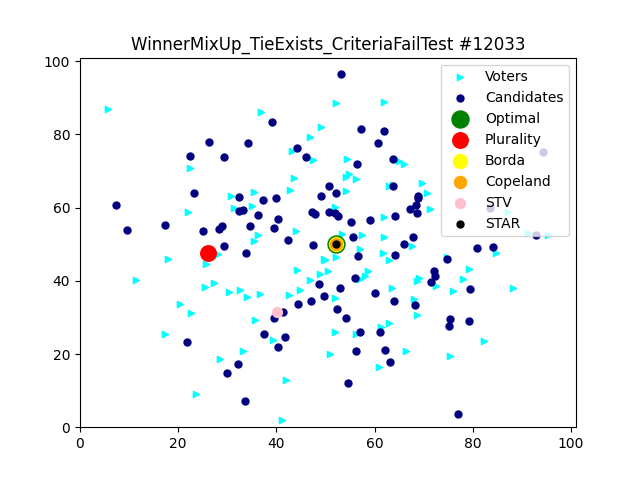 WinnerMixUp_TieExists_CriteriaFailTest #12033
100
80
60
40
20
0
0 20 40 60 80 100
Voters
Candidates
Optimal
Plurality
Borda
Copeland
STV
STAR